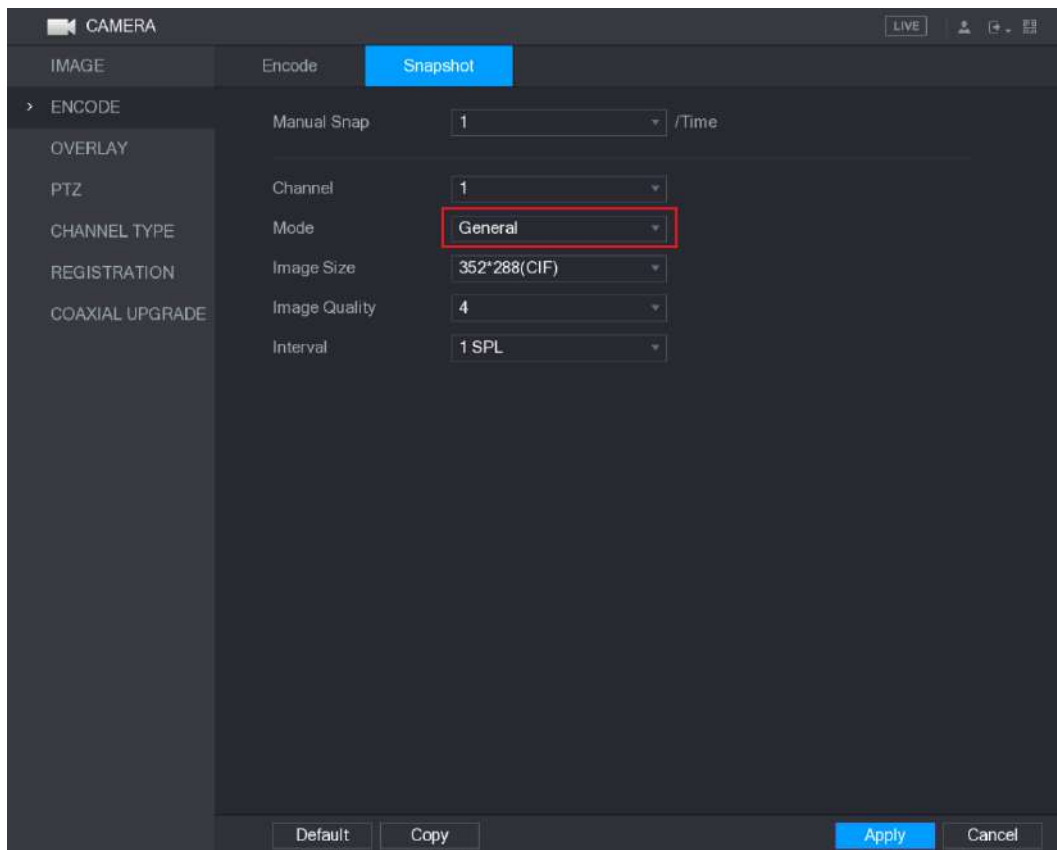 CAMERA
LIVE
IMAGE
Encode
Snapshot
ENCODE
Manual Snap
1
/Time
OVERLAY
PTZ
Channel
1
CHANNEL TYPE
Mode
General
REGISTRATION
Image Size
352*288(CIF)
COAXIAL UPGRADE
Image Quality
4
Interval
1 SPL
Default
Copy
Apply
Cancel